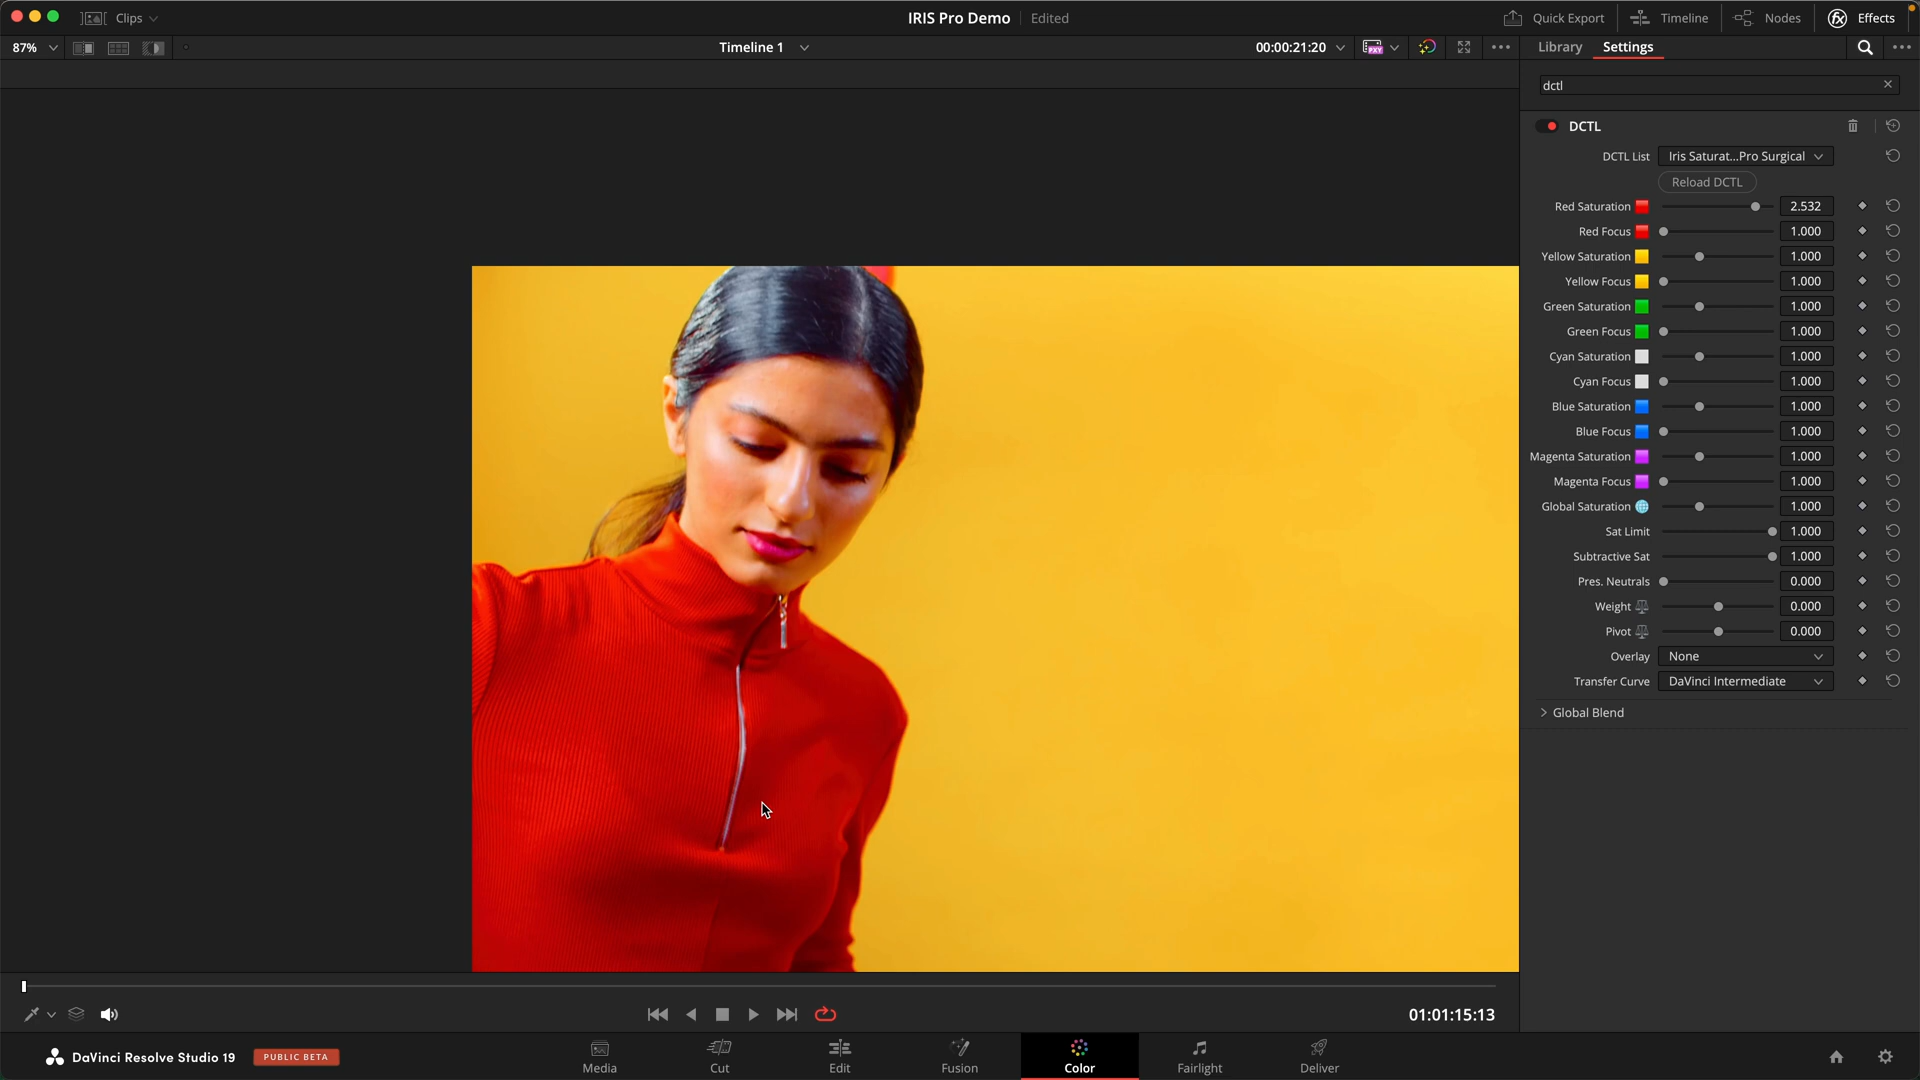 Clips
IRIS Pro Demo
Edited
Quick Export
Timeline
Nodes
Effects
87%
Timeline 1
00:00:21:20
PXY
Library
Settings
dctl
DCTL
DCTL List
Iris Saturat...Pro Surgical
Reload DCTL
Red Saturation
2.532
Red Focus
1.000
Yellow Saturation
1.000
Yellow Focus
1.000
Green Saturation
1.000
Green Focus
1.000
Cyan Saturation
1.000
Cyan Focus
1.000
Blue Saturation
1.000
Blue Focus
1.000
Magenta Saturation
1.000
Magenta Focus
1.000
Global Saturation
1.000
Sat Limit
1.000
Subtractive Sat
1.000
Pres. Neutrals
0.000
Weight
0.000
Pivot
0.000
Overlay
None
Transfer Curve
DaVinci Intermediate
Global Blend
01:01:15:13
DaVinci Resolve Studio 19
PUBLIC BETA
Media
Cut
Edit
Fusion
Color
Fairlight
Deliver